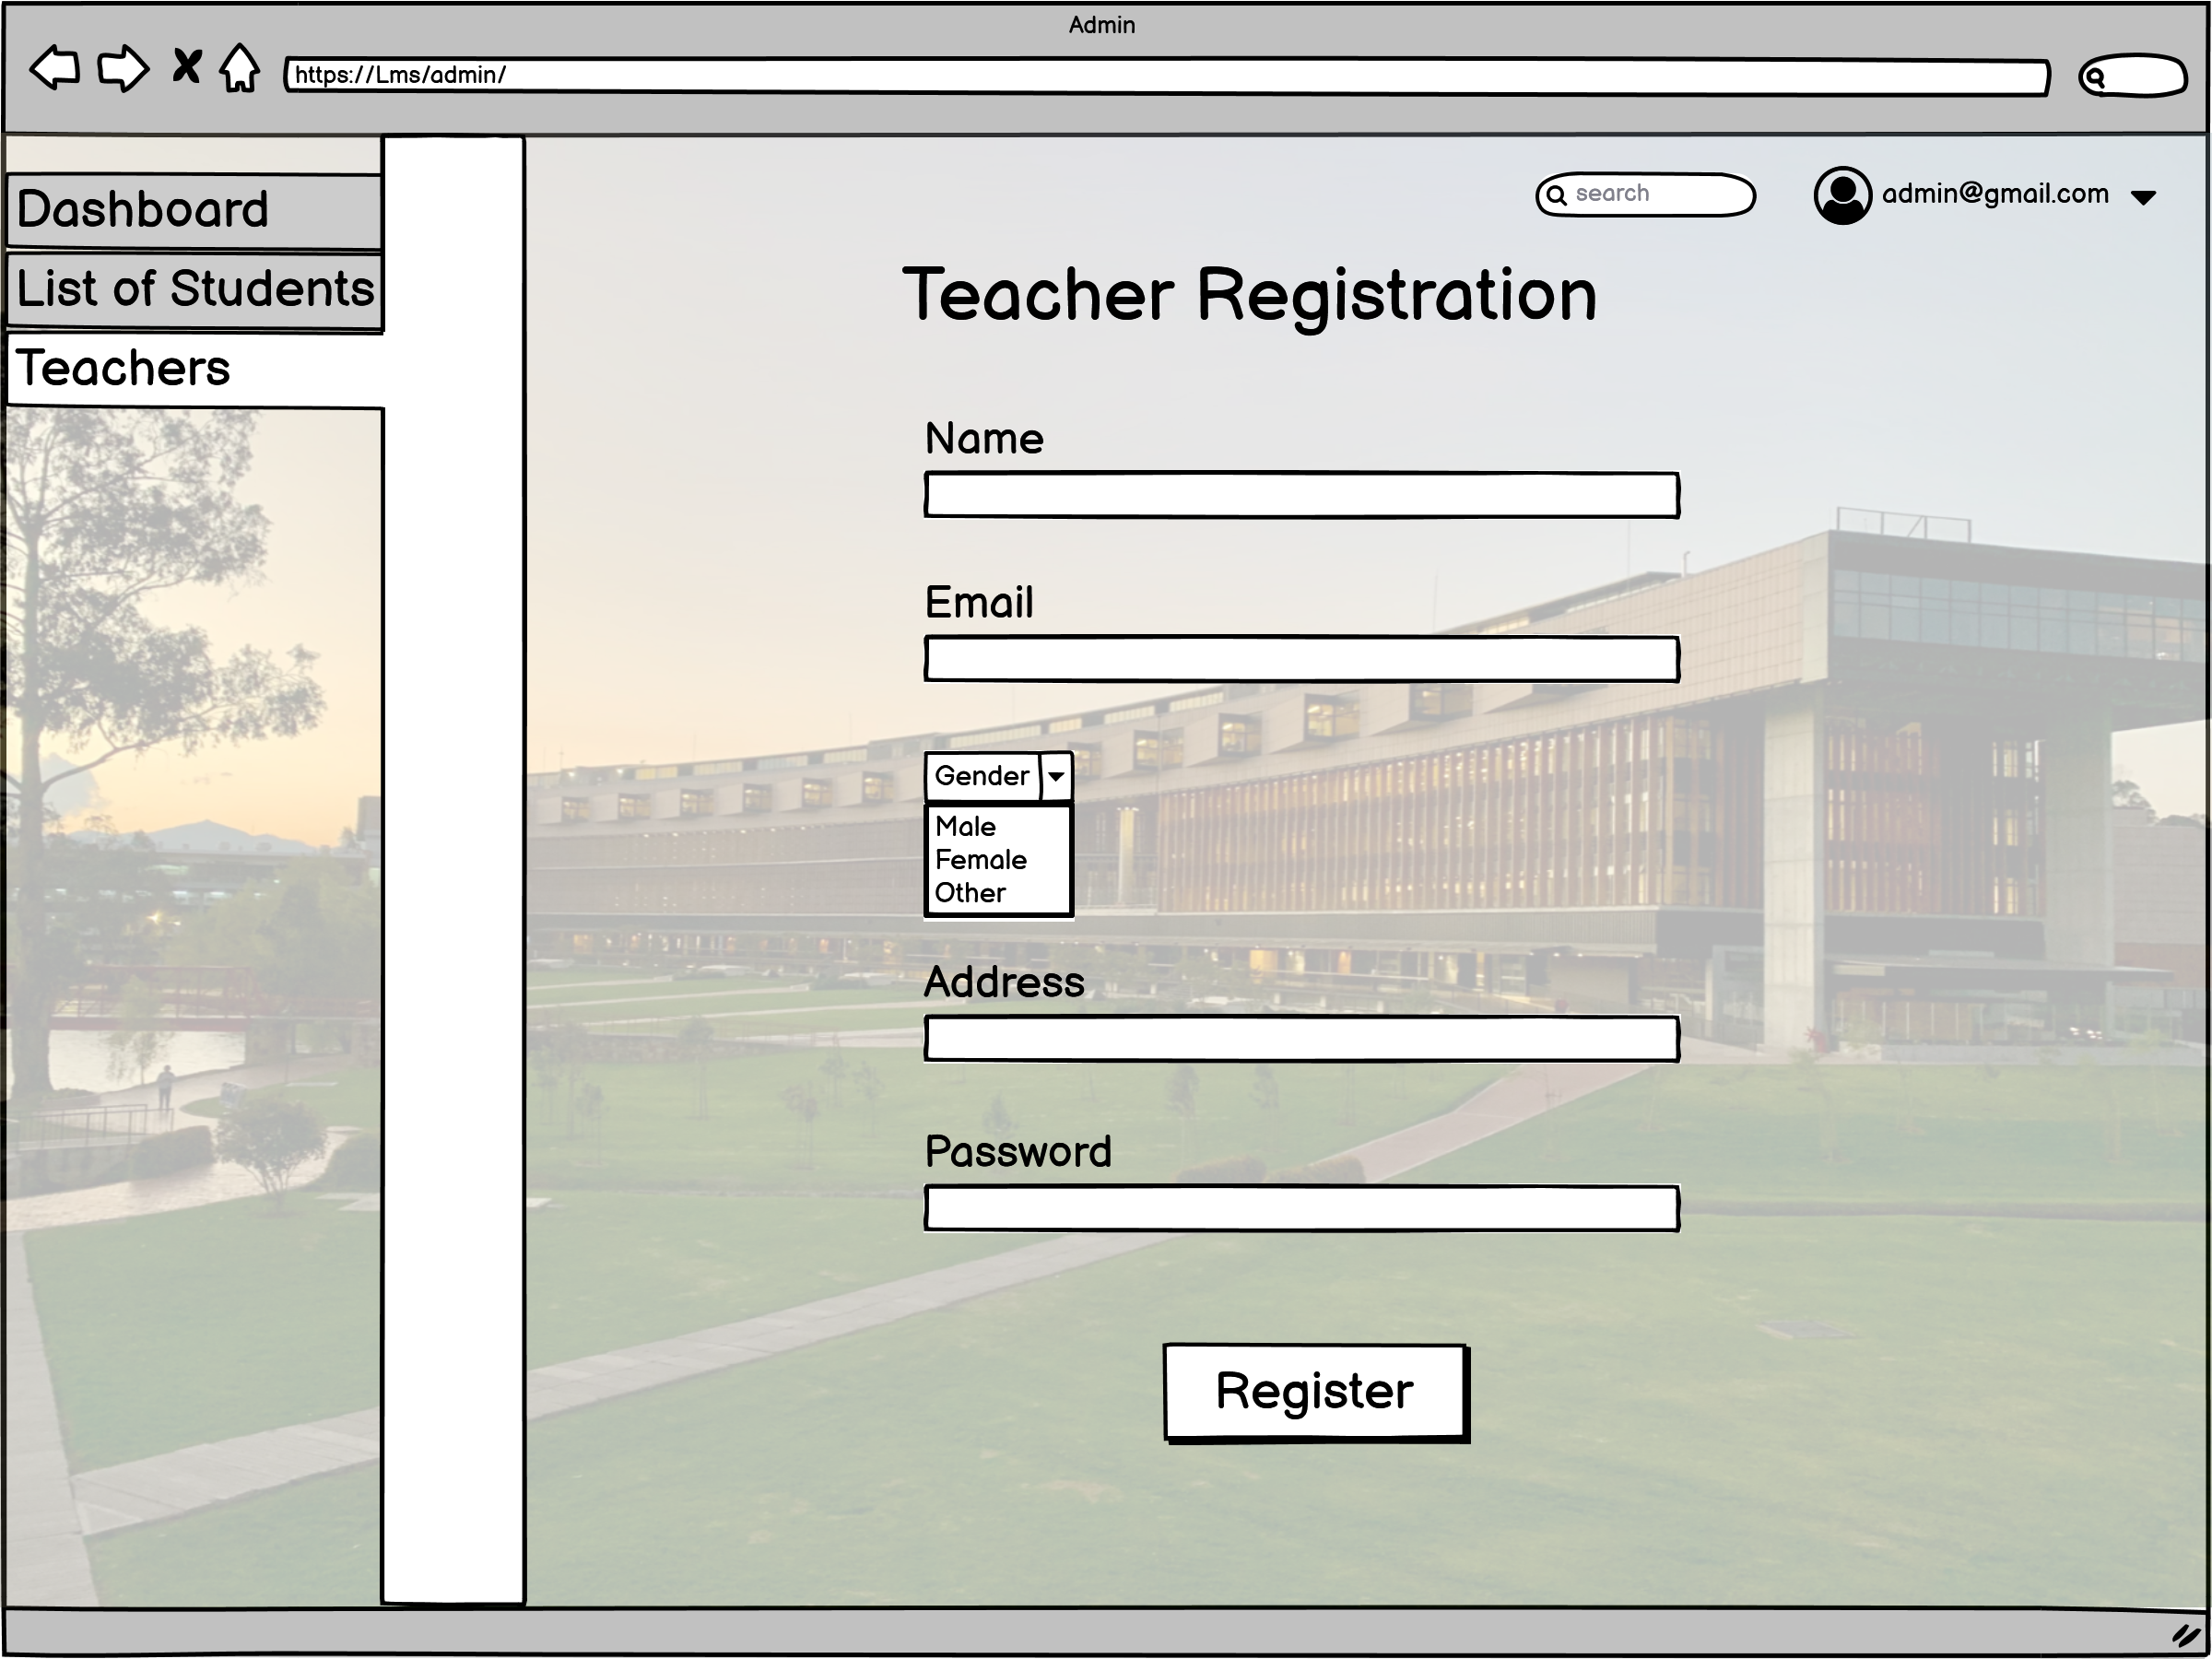 Admin
https://Lms/admin/
search
admin@gmail.com
Dashboard
List of Students
Teachers
Teacher Registration
Name
Email
Gender
Male
Female
Other
Address
Password
Register